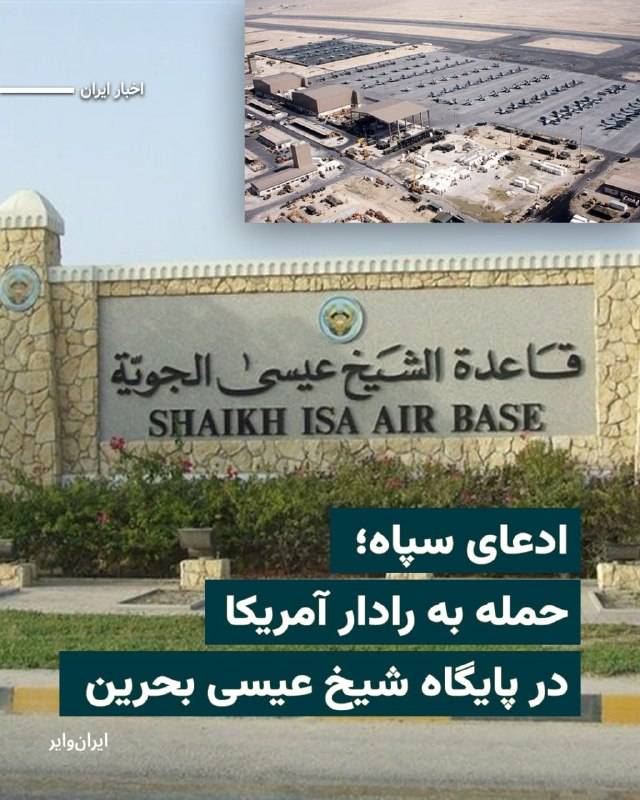 اخبار ایران
قاعدة الشيخ عيسى الجويّة
SHAIKH ISA AIR BASE
ادعای سپاه؛
حمله به رادار آمریکا
در پایگاه شیخ عیسی بحرین
ایران‌وایر